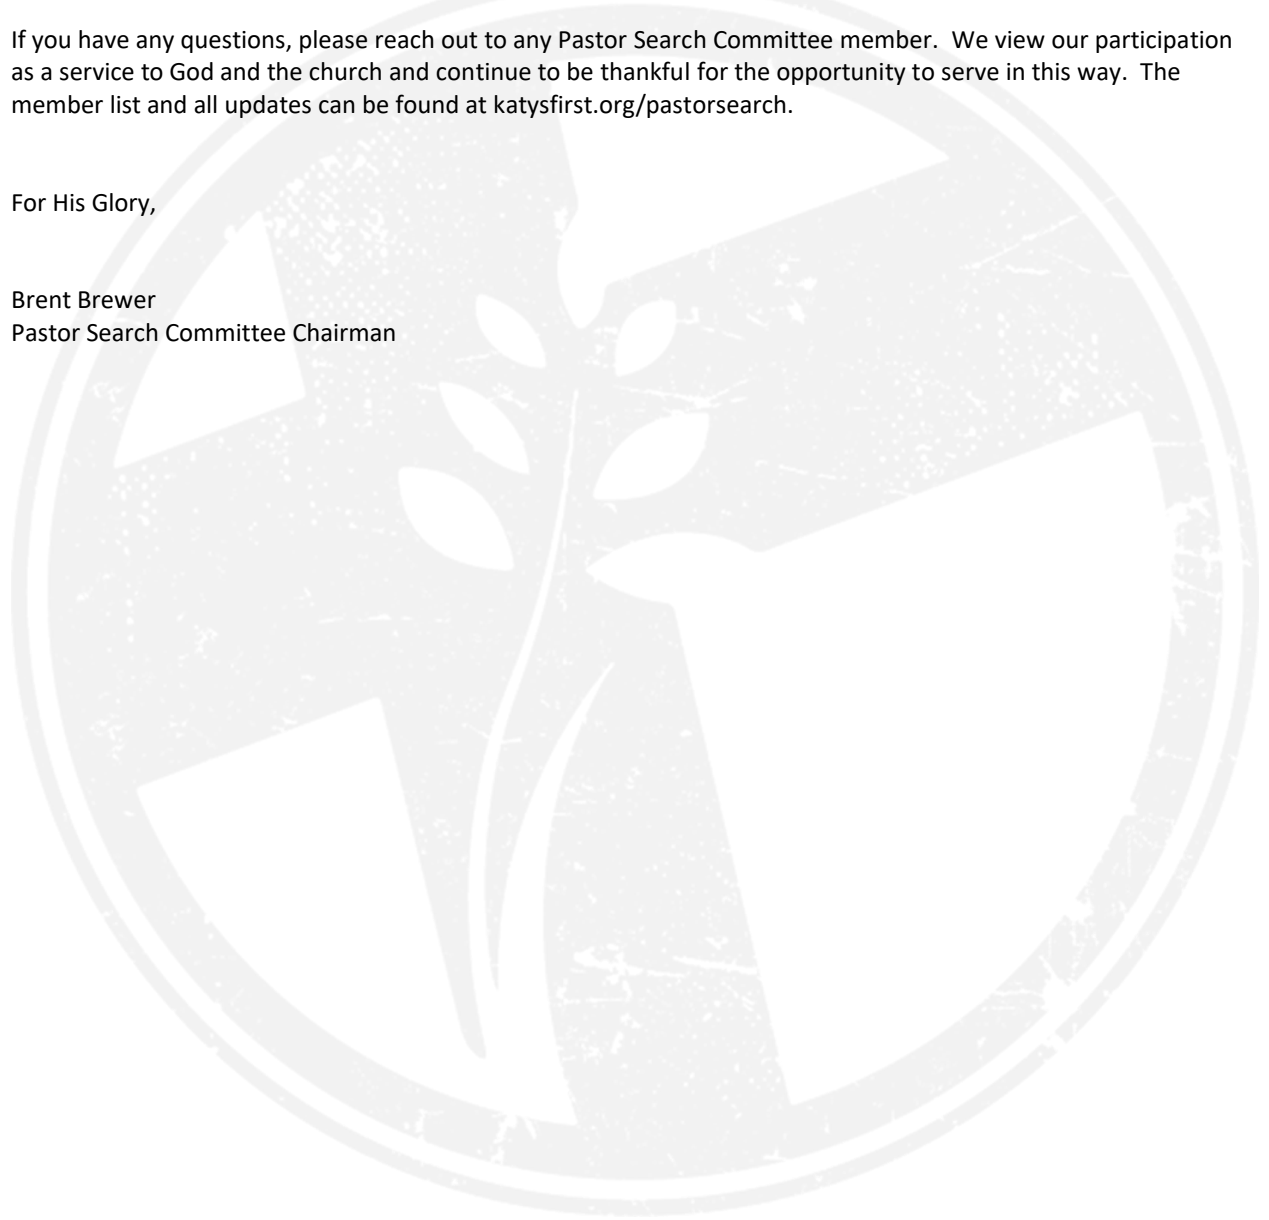 If you have any questions, please reach out to any Pastor Search Committee member.  We view our participation
as a service to God and the church and continue to be thankful for the opportunity to serve in this way.  The
member list and all updates can be found at katysfirst.org/pastorsearch.
For His Glory,
Brent Brewer
Pastor Search Committee Chairman